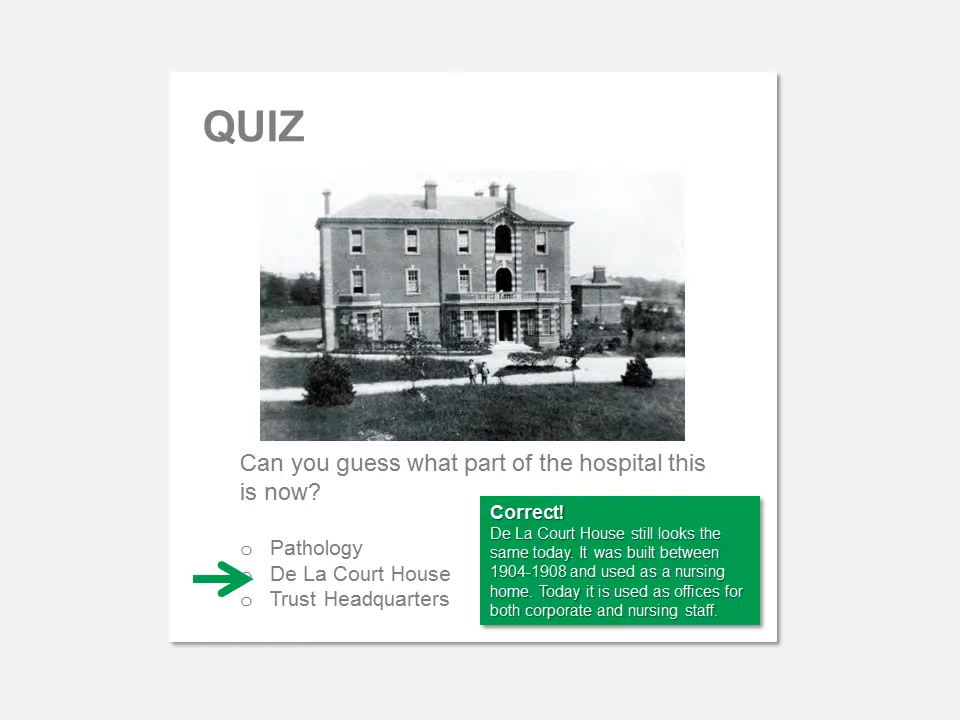 QUIZ
Can you guess what part of the hospital this
is now?
Pathology
De La Court House
Trust Headquarters
Correct!
De La Court House still looks the
same today. It was built between
1904-1908 and used as a nursing
home. Today it is used as offices for
both corporate and nursing staff.